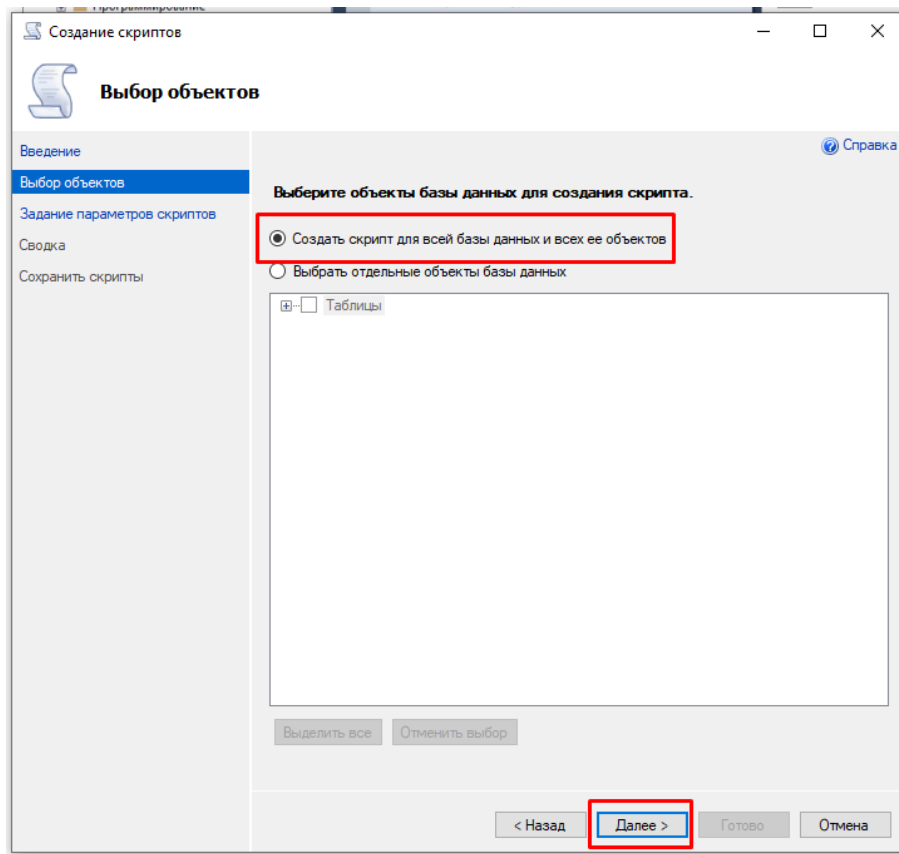 Программирование
Создание скриптов
Выбор объектов
Справка
Введение
Выбор объектов
Задание параметров скриптов
Сводка
Сохранить скрипты
Выберите объекты базы данных для создания скрипта.
Создать скрипт для всей базы данных и всех ее объектов
Выбрать отдельные объекты базы данных
Таблицы
Выделить все
Отменить выбор
< Назад
Далее >
Готово
Отмена